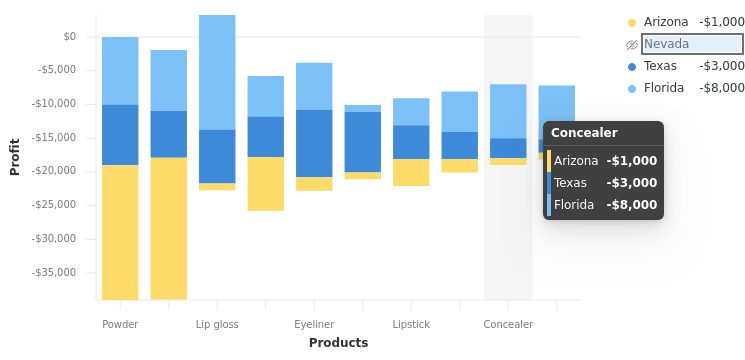 Arizona -$1,000
Nevada
Texas -$3,000
Florida -$8,000
$0
-$5,000
-$10,000
-$15,000
-$20,000
-$25,000
-$30,000
-$35,000
Profit
Concealer
Arizona -$1,000
Texas -$3,000
Florida -$8,000
Powder Lip gloss Eyeliner Lipstick Concealer
Products